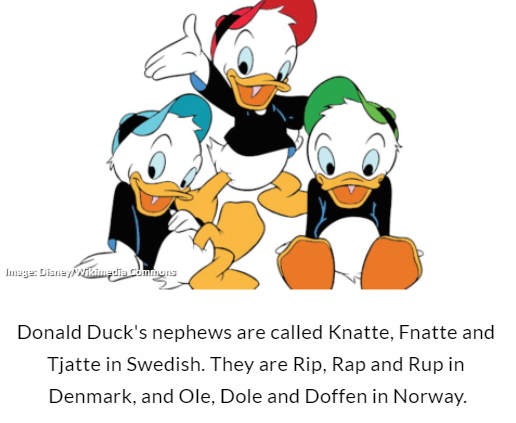 Image: Disney/Wikimedia Commons
Donald Duck's nephews are called Knatte, Fnatte and
Tjatte in Swedish. They are Rip, Rap and Rup in
Denmark, and Ole, Dole and Doffen in Norway.